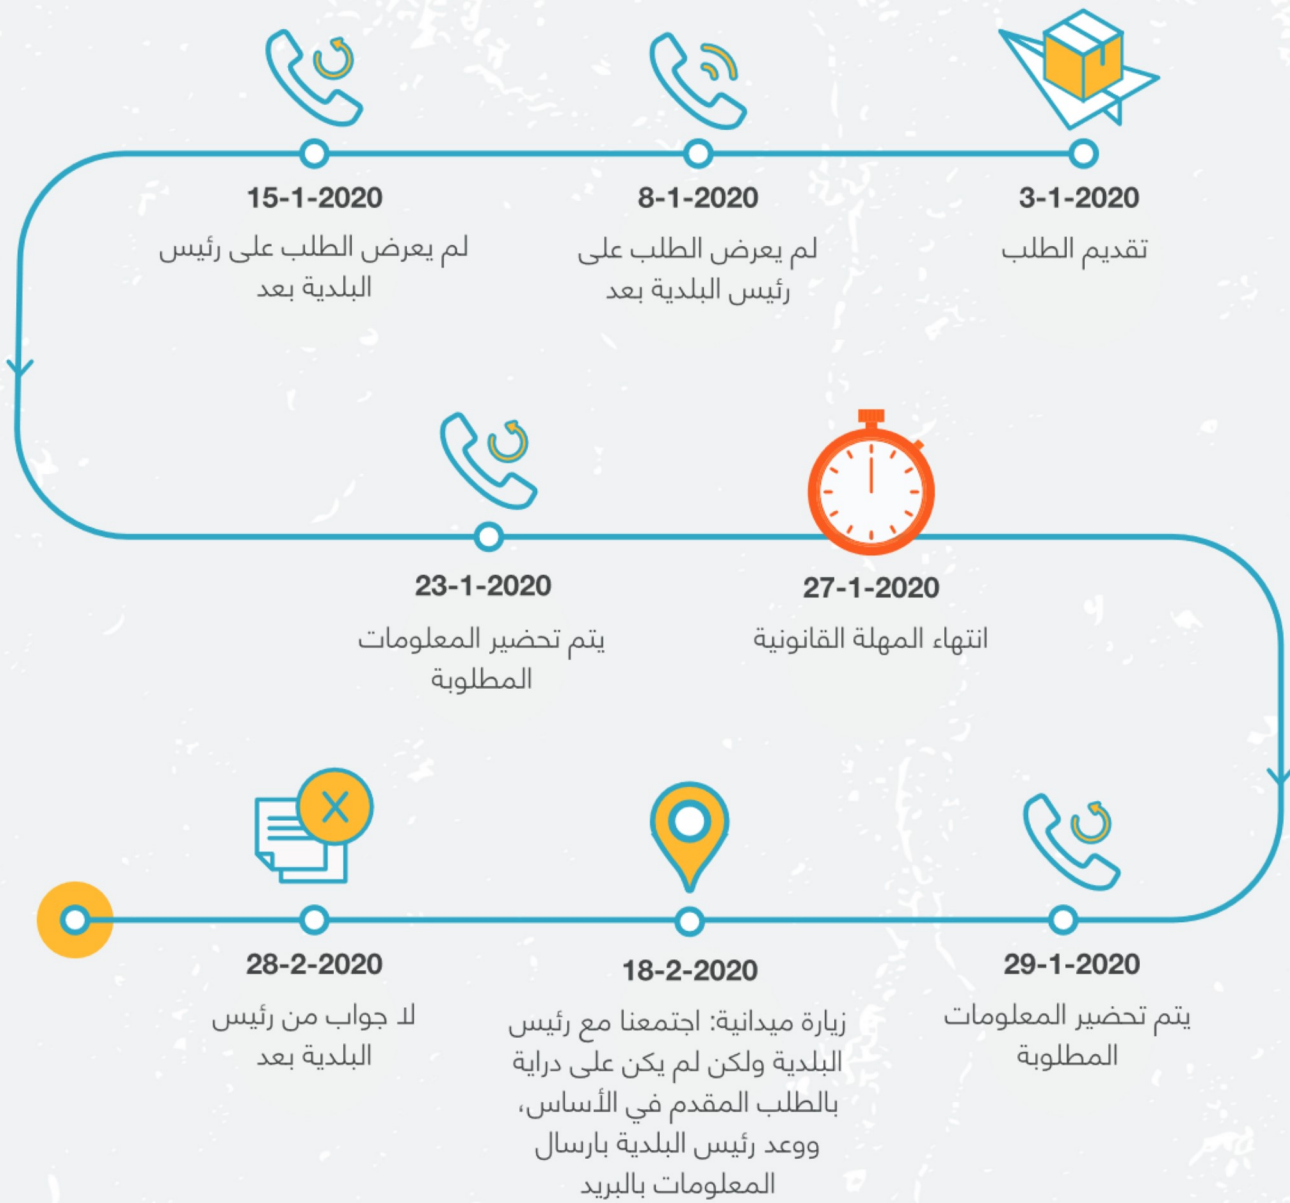 3-1-2020
تقديم الطلب
8-1-2020
لم يعرض الطلب على
رئيس البلدية بعد
15-1-2020
لم يعرض الطلب على رئيس
البلدية بعد
23-1-2020
يتم تحضير المعلومات
المطلوبة
27-1-2020
انتهاء المهلة القانونية
29-1-2020
يتم تحضير المعلومات
المطلوبة
18-2-2020
زيارة ميدانية: اجتمعنا مع رئيس
البلدية ولكن لم يكن على دراية
بالطلب المقدم في الأساس،
ووعد رئيس البلدية بارسال
المعلومات بالبريد
28-2-2020
لا جواب من رئيس
البلدية بعد